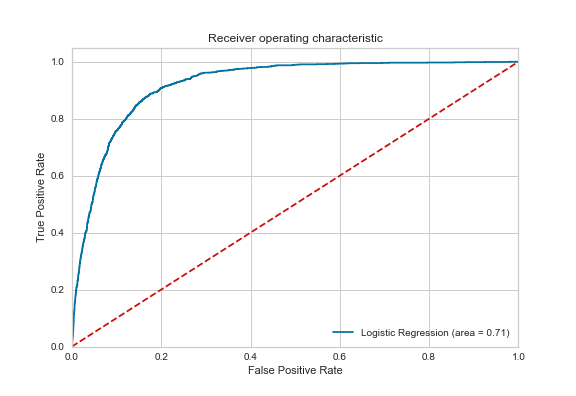 Receiver operating characteristic
True Positive Rate
1.0
0.8
0.6
0.4
0.2
0.0
Logistic Regression (area = 0.71)
0.0 0.2 0.4 0.6 0.8 1.0
False Positive Rate